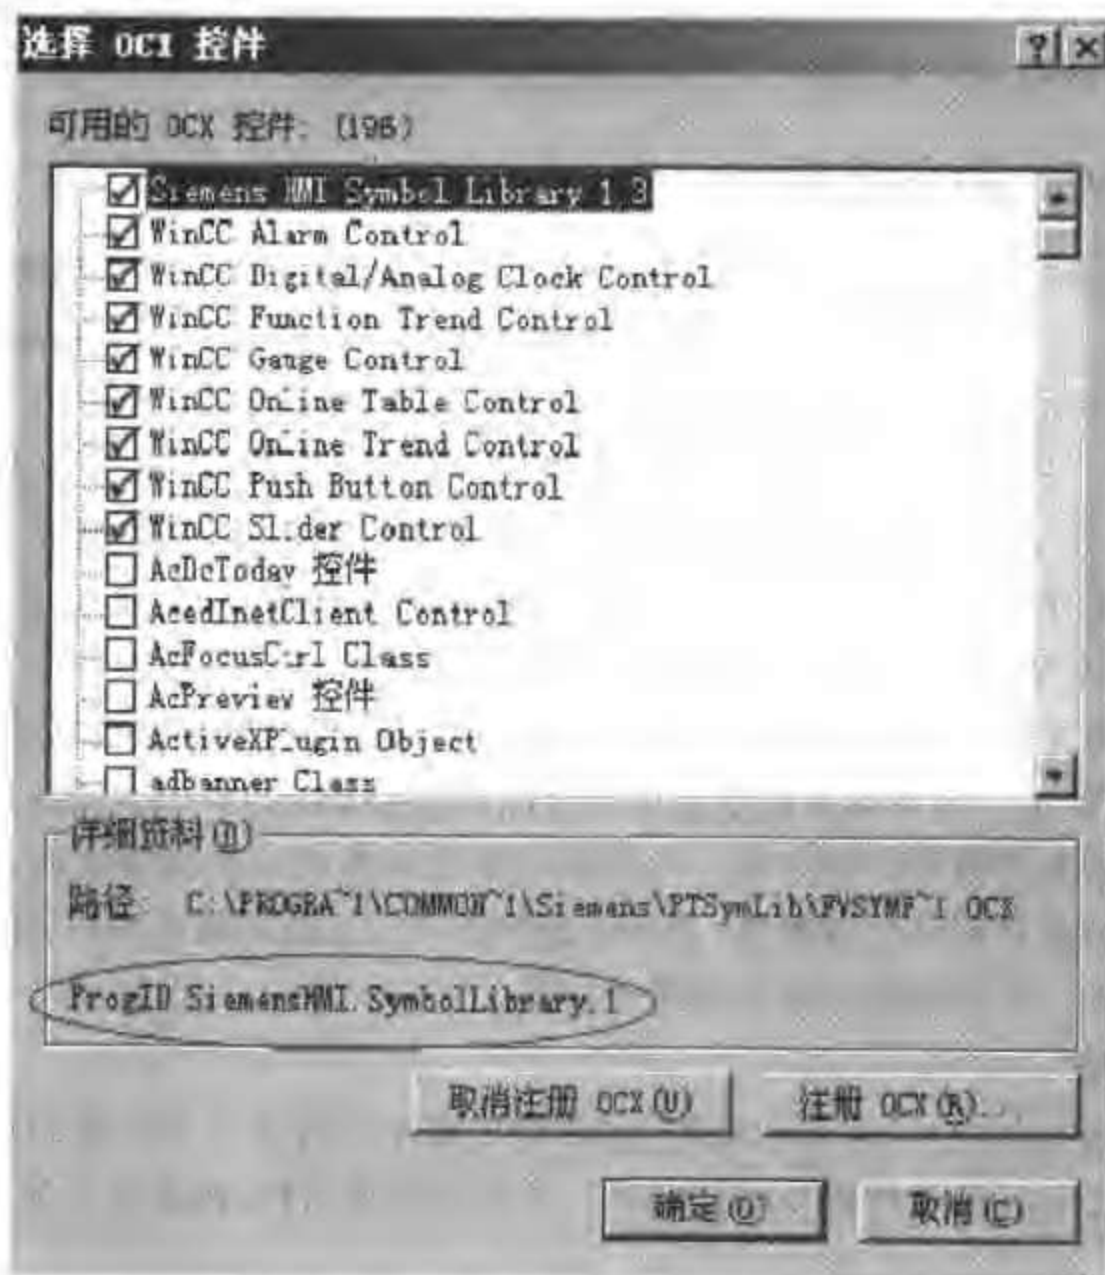 选择 OCX 控件
可用的 OCX 控件: (196)
Siemens HMI Symbol Library 1.3
WinCC Alarm Control
WinCC Digital/Analog Clock Control
WinCC Function Trend Control
WinCC Gauge Control
WinCC Online Table Control
WinCC Online Trend Control
WinCC Push Button Control
WinCC Slider Control
AcDcToday 控件
AcedInetClient Control
AcFocusCtrl Class
AcPreview 控件
ActiveXPlugin Object
adbanner Class
详细资料(D)
路径: C:\PROGRA~1\COMMON~1\Siemens\PTSymLib\PVSYMF~1.OCX
ProgID SiemensHMI.SymbolLibrary.1
取消注册 OCX(U)
注册 OCX(R)...
确定(O)
取消(C)